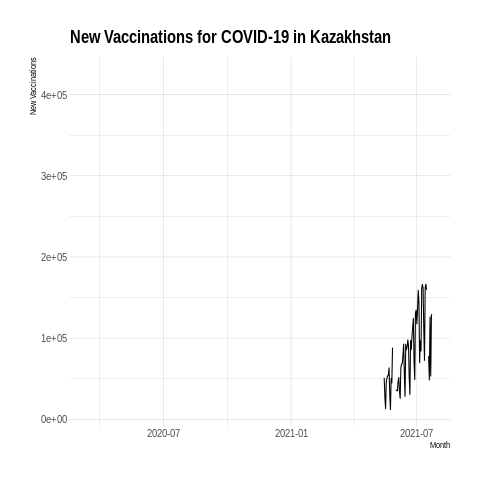 New Vaccinations for COVID-19 in Kazakhstan
New Vaccinations
4e+05
3e+05
2e+05
1e+05
0e+00
2020-07 2021-01 2021-07
Month